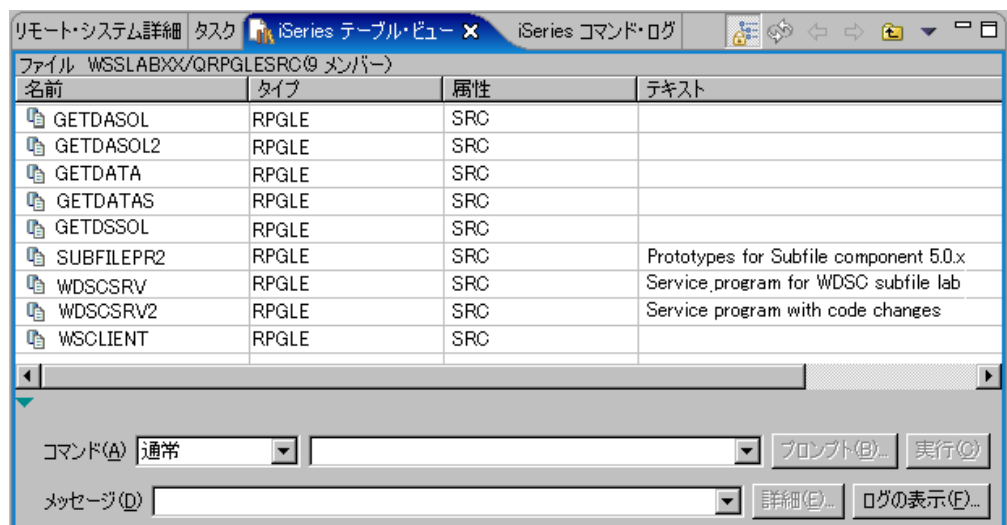 リモート・システム詳細 タスク iSeries テーブル・ビュー iSeries コマンド・ログ
ファイル WSSLABXX/QRPGLESRC(9 メンバー)
名前 タイプ 属性 テキスト
GETDASOL RPGLE SRC
GETDASOL2 RPGLE SRC
GETDATA RPGLE SRC
GETDATAS RPGLE SRC
GETDSSOL RPGLE SRC
SUBFILEPR2 RPGLE SRC Prototypes for Subfile component 5.0.x
WDSCSRV RPGLE SRC Service program for WDSC subfile lab
WDSCSRV2 RPGLE SRC Service program with code changes
WSCLIENT RPGLE SRC
コマンド(A) 通常 プロンプト(B)... 実行(C)
メッセージ(D) 詳細(E)... ログの表示(F)...